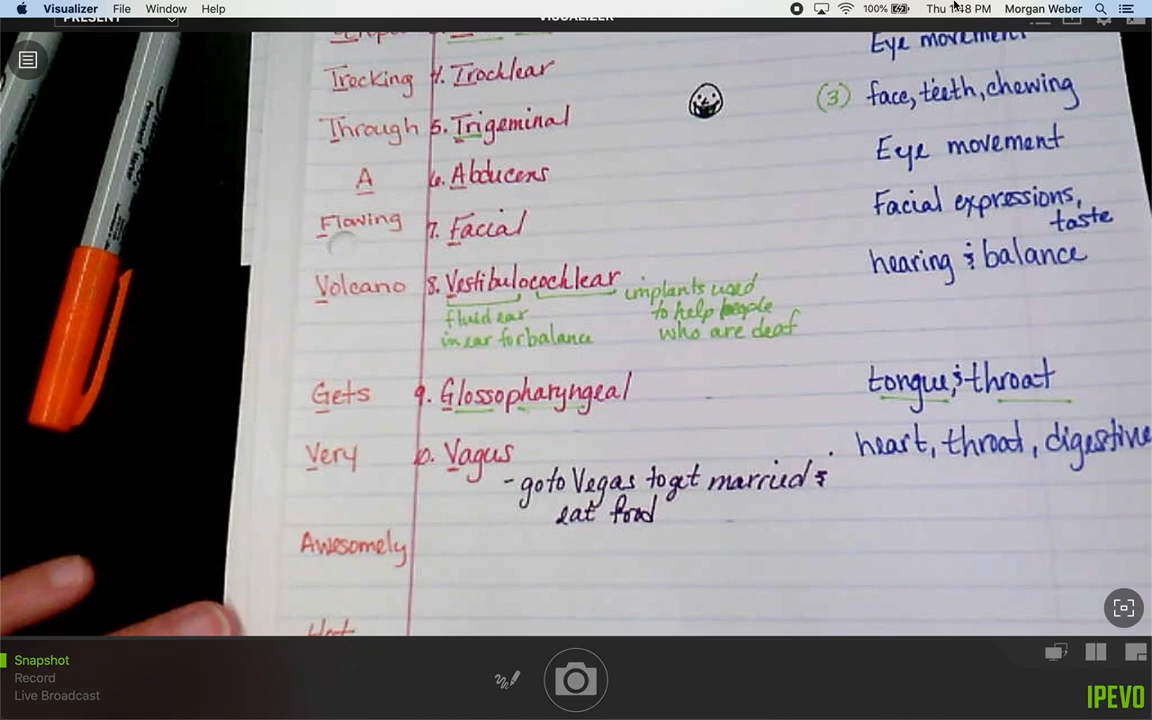 Visualizer File Window Help 100% Thu 1:48 PM Morgan Weber
PRESENT VISUALIZER
Eye movement
Trocking 4. Trochlear
(3) face, teeth, chewing
Through 5. Trigeminal
Eye movement
A 6. Abducens
Facial expressions,
taste
Flowing 7. Facial
hearing & balance
Volcano 8. Vestibulocochlear implants used
fluid ear to help people
in ear for balance who are deaf
Gets 9. Glossopharyngeal tongue & throat
Very 10. Vagus heart, throat, digestive
- go to Vegas to get married &
eat food
Awesomely
Hot
Snapshot
Record
Live Broadcast
IPEVO